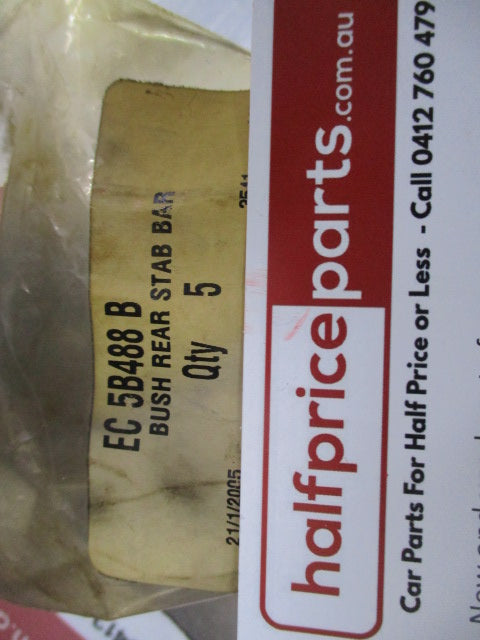 EC 5B488 B
BUSH REAR STAB BAR
Qty 5
21/1/2005
halfpriceparts.com.au
Car Parts For Half Price or Less - Call 0412 760 479